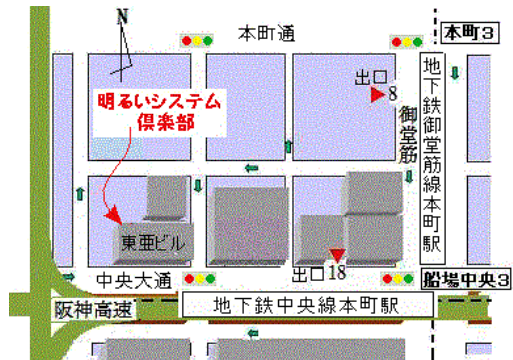 本町通
本町3
N
出口
8
明るいシステム
倶楽部
御堂筋
地下鉄御堂筋線本町駅
東亜ビル
出口18
中央大通
船場中央3
阪神高速
地下鉄中央線本町駅